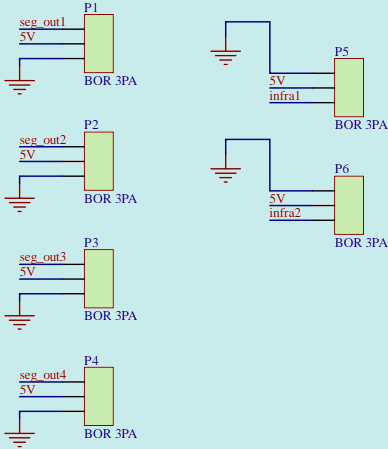 P1
seg_out1
5V
BOR 3PA
P2
seg_out2
5V
BOR 3PA
P3
seg_out3
5V
BOR 3PA
P4
seg_out4
5V
BOR 3PA
P5
5V
infra1
BOR 3PA
P6
5V
infra2
BOR 3PA